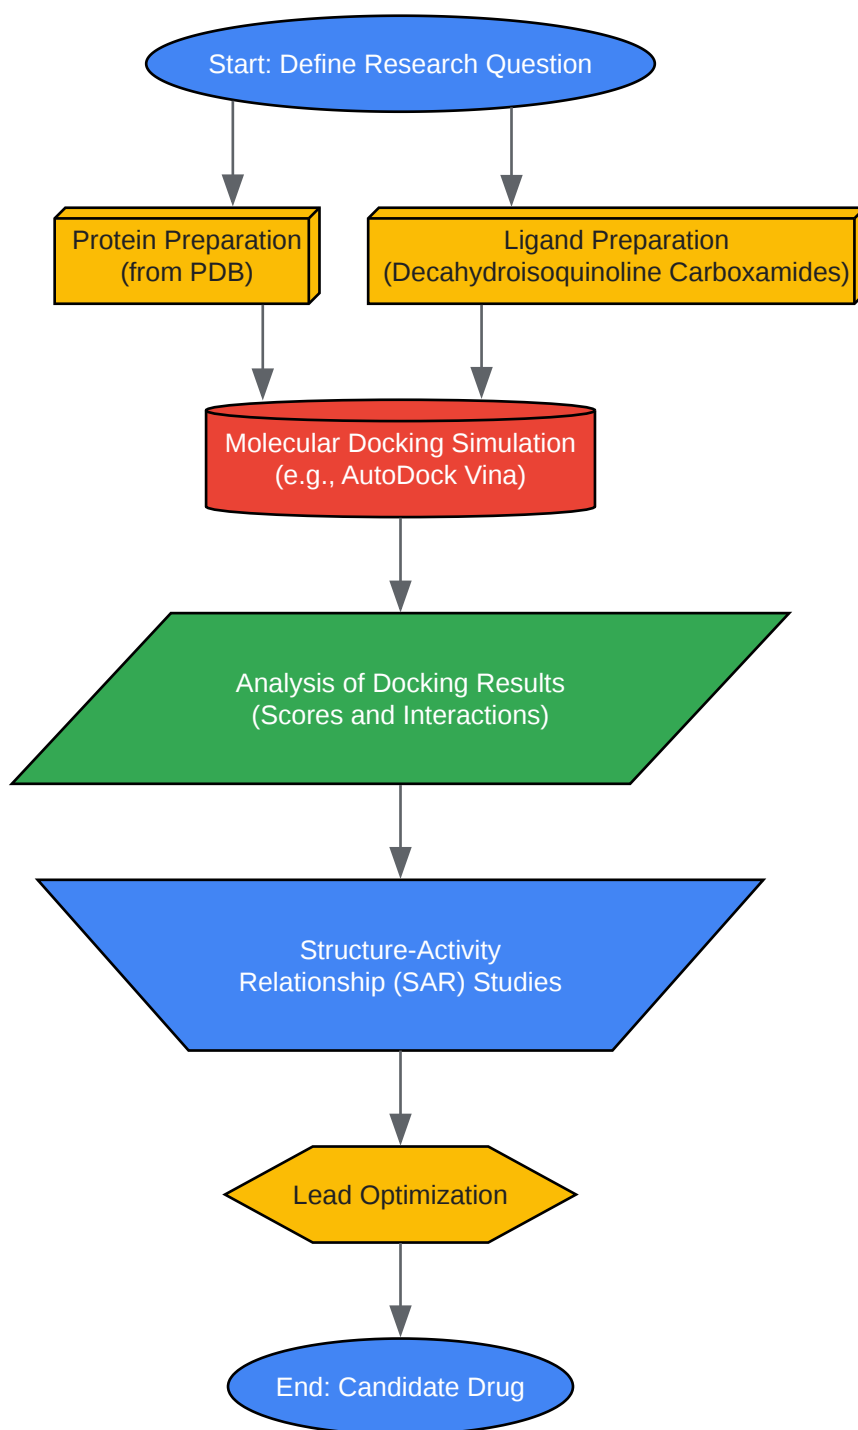 Start: Define Research Question
Protein Preparation
(from PDB)
Ligand Preparation
(Decahydroisoquinoline Carboxamides)
Molecular Docking Simulation
(e.g., AutoDock Vina)
Analysis of Docking Results
(Scores and Interactions)
Structure-Activity
Relationship (SAR) Studies
Lead Optimization
End: Candidate Drug